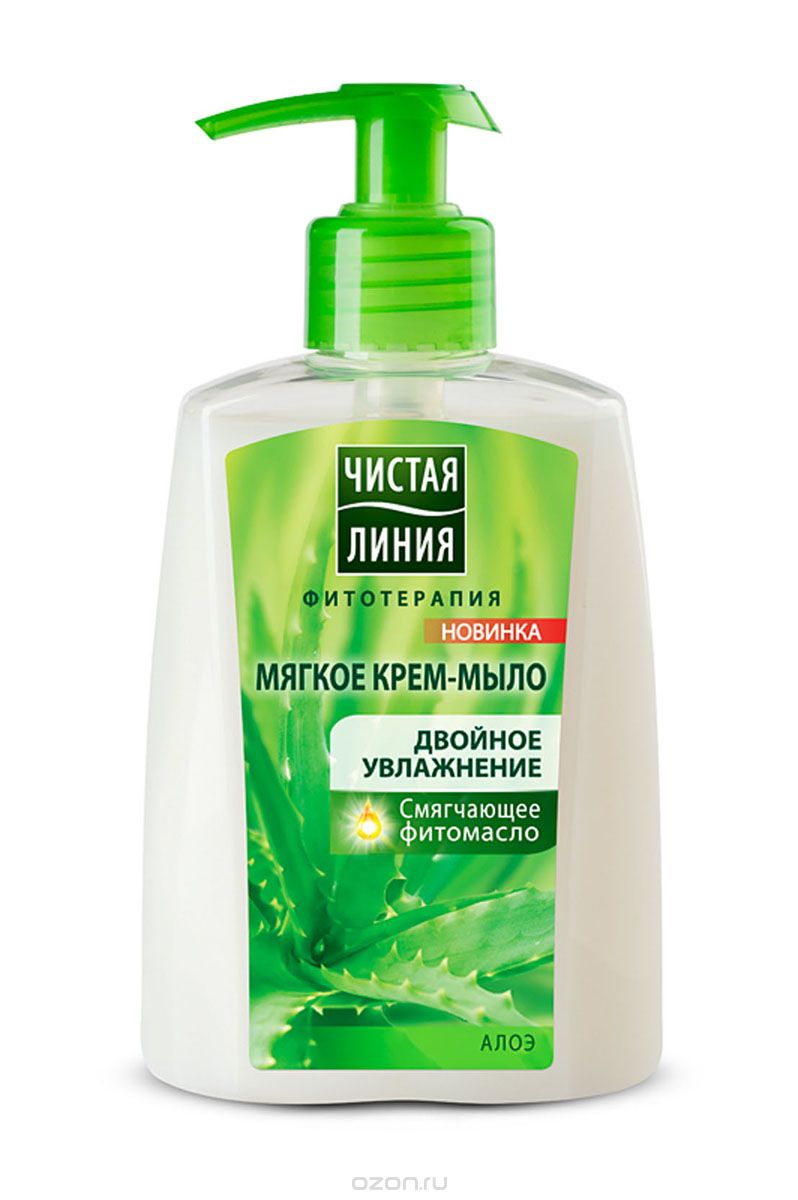 ЧИСТАЯ
ЛИНИЯ
ФИТОТЕРАПИЯ
НОВИНКА
МЯГКОЕ КРЕМ-МЫЛО
ДВОЙНОЕ
УВЛАЖНЕНИЕ
Смягчающее
фитомасло
АЛОЭ
ozon.ru